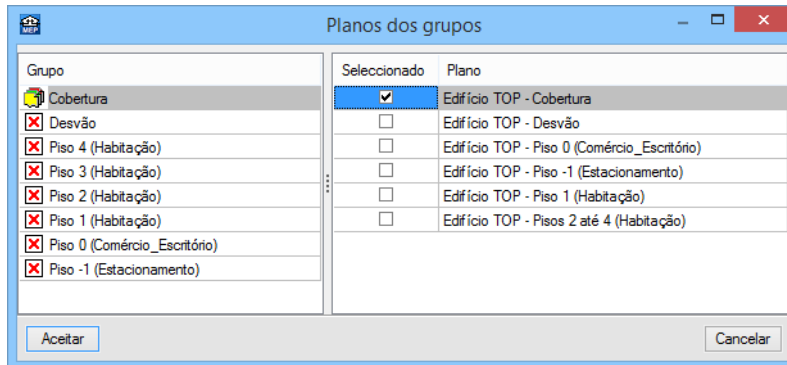 MEP
Planos dos grupos
Grupo
Cobertura
Desvão
Piso 4 (Habitação)
Piso 3 (Habitação)
Piso 2 (Habitação)
Piso 1 (Habitação)
Piso 0 (Comércio_Escritório)
Piso -1 (Estacionamento)
Seleccionado Plano
Edifício TOP - Cobertura
Edifício TOP - Desvão
Edifício TOP - Piso 0 (Comércio_Escritório)
Edifício TOP - Piso -1 (Estacionamento)
Edifício TOP - Piso 1 (Habitação)
Edifício TOP - Pisos 2 até 4 (Habitação)
Aceitar
Cancelar